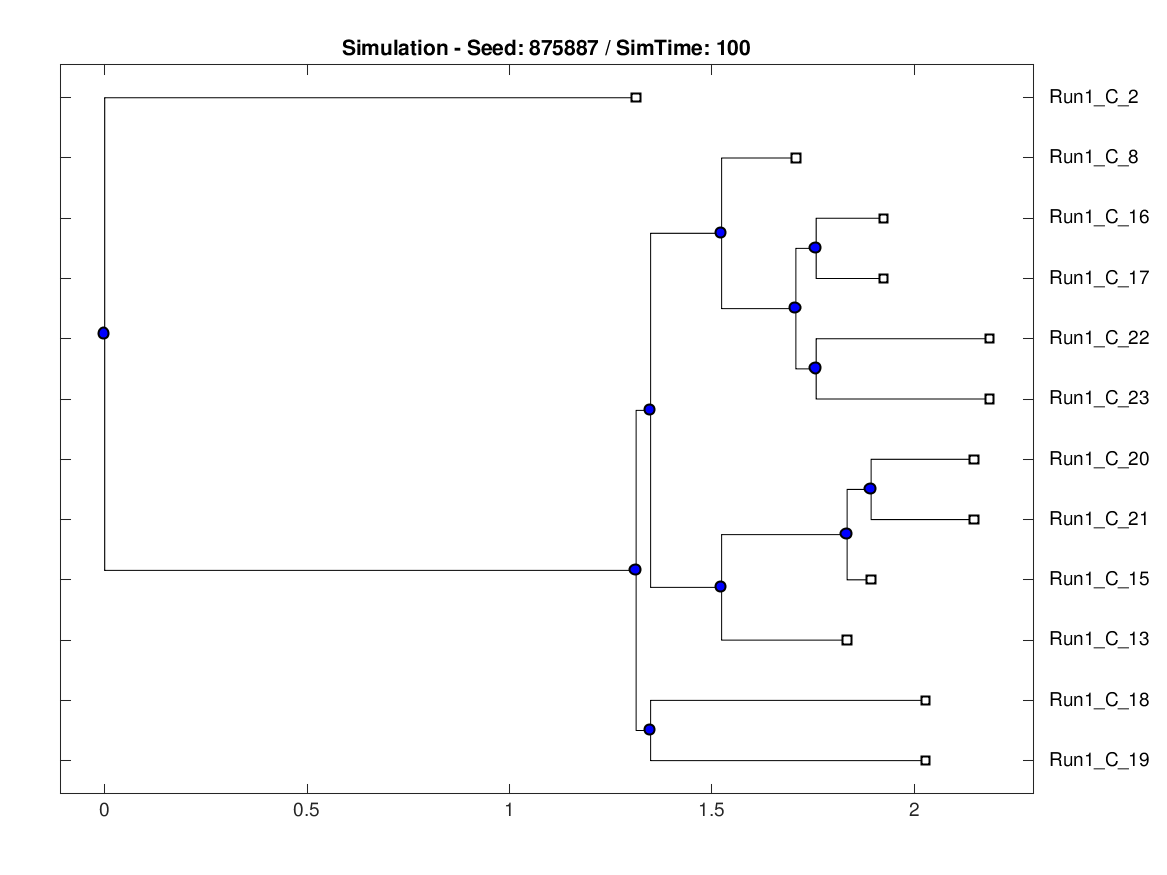 Simulation - Seed: 875887 / SimTime: 100
Run1_C_2
Run1_C_8
Run1_C_16
Run1_C_17
Run1_C_22
Run1_C_23
Run1_C_20
Run1_C_21
Run1_C_15
Run1_C_13
Run1_C_18
Run1_C_19
0 0.5 1 1.5 2